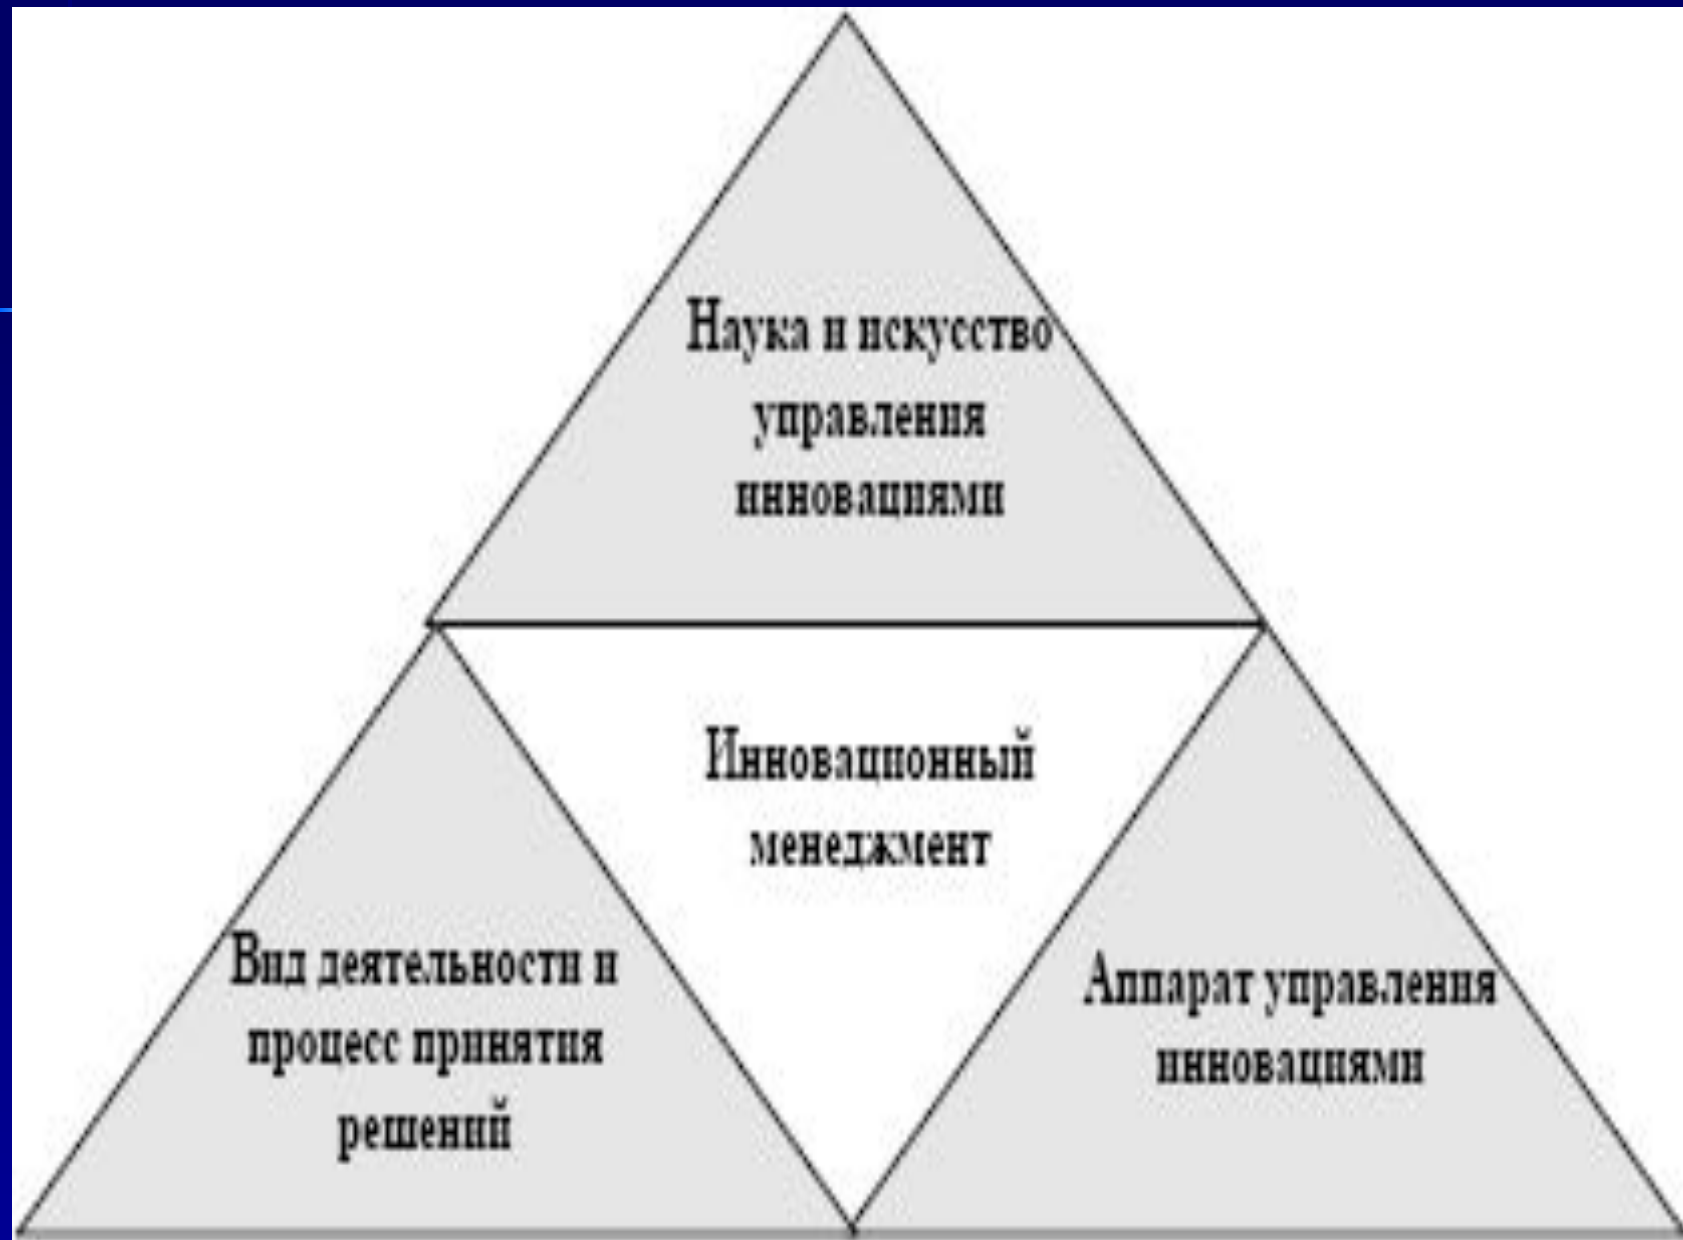 Наука и искусство
управления
инновациями
Инновационный
менеджмент
Вид деятельности и
процесс принятия
решений
Аппарат управления
инновациями